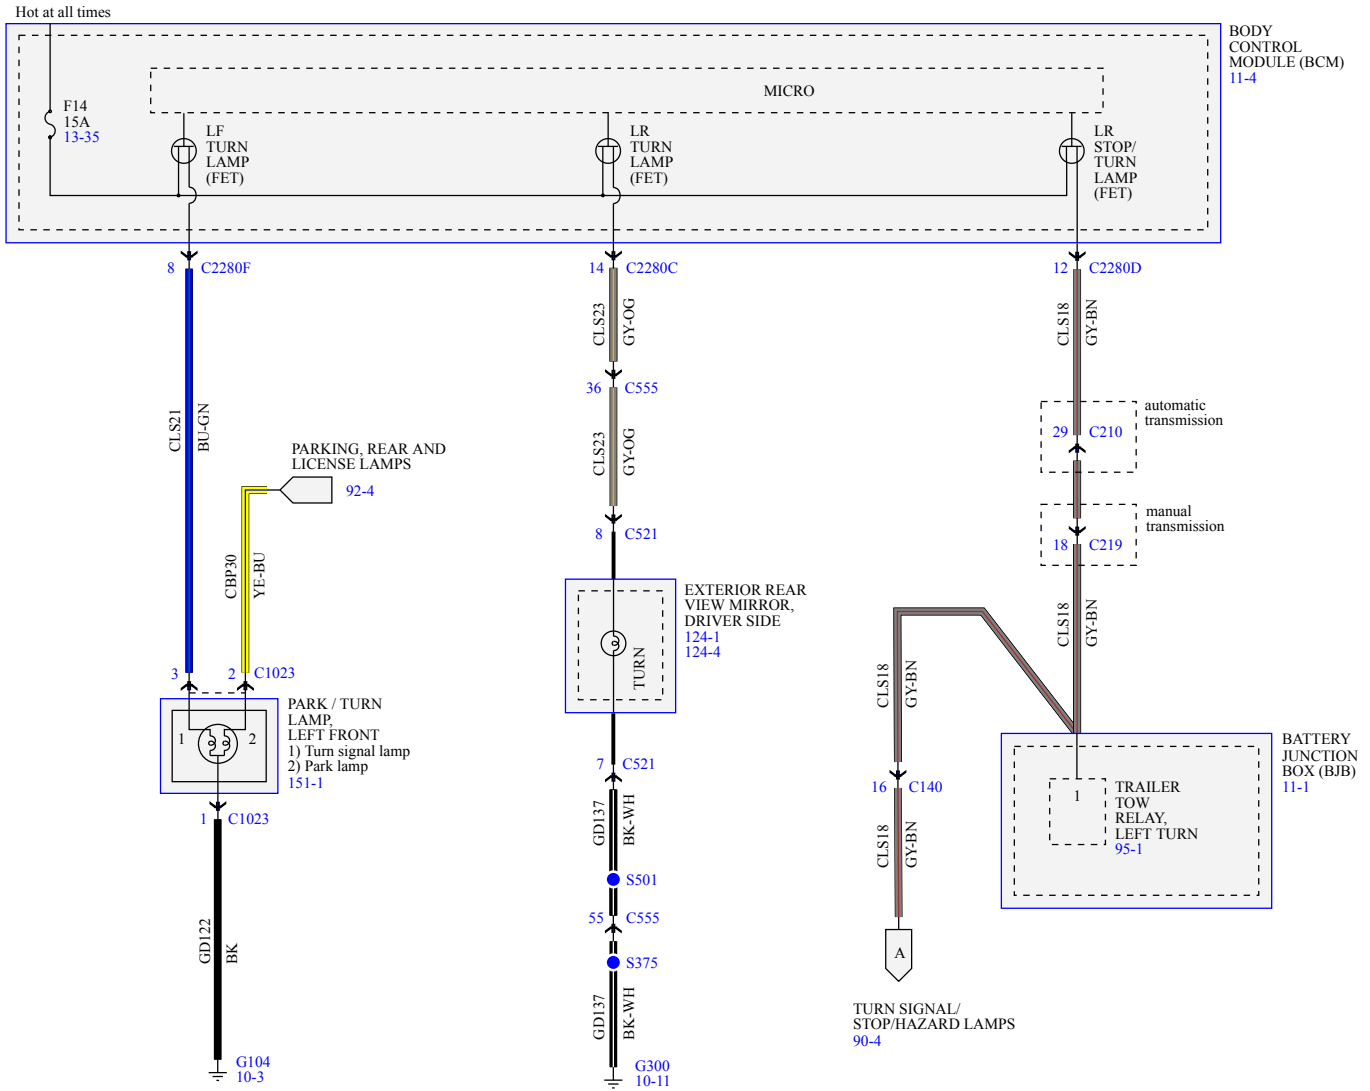 Hot at all times
BODY
CONTROL
MODULE (BCM)
11-4
MICRO
F14
15A
13-35
LF
TURN
LAMP
(FET)
LR
TURN
LAMP
(FET)
LR
STOP/
TURN
LAMP
(FET)
8 C2280F
14 C2280C
12 C2280D
CLS23
GY-OG
CLS18
GY-BN
36 C555
automatic
transmission
29 C210
CLS21
BU-GN
CLS23
GY-OG
PARKING, REAR AND
LICENSE LAMPS
92-4
manual
transmission
18 C219
8 C521
CBP30
YE-BU
EXTERIOR REAR
VIEW MIRROR,
DRIVER SIDE
124-1
124-4
TURN
CLS18
GY-BN
CLS18
GY-BN
3
2 C1023
PARK / TURN
LAMP,
LEFT FRONT
1) Turn signal lamp
2) Park lamp
151-1
1
2
BATTERY
JUNCTION
BOX (BJB)
11-1
7 C521
16 C140
1
TRAILER
TOW
RELAY,
LEFT TURN
95-1
1 C1023
GD137
BK-WH
CLS18
GY-BN
S501
55 C555
GD122
BK
S375
A
GD137
BK-WH
TURN SIGNAL/
STOP/HAZARD LAMPS
90-4
G104
10-3
G300
10-11